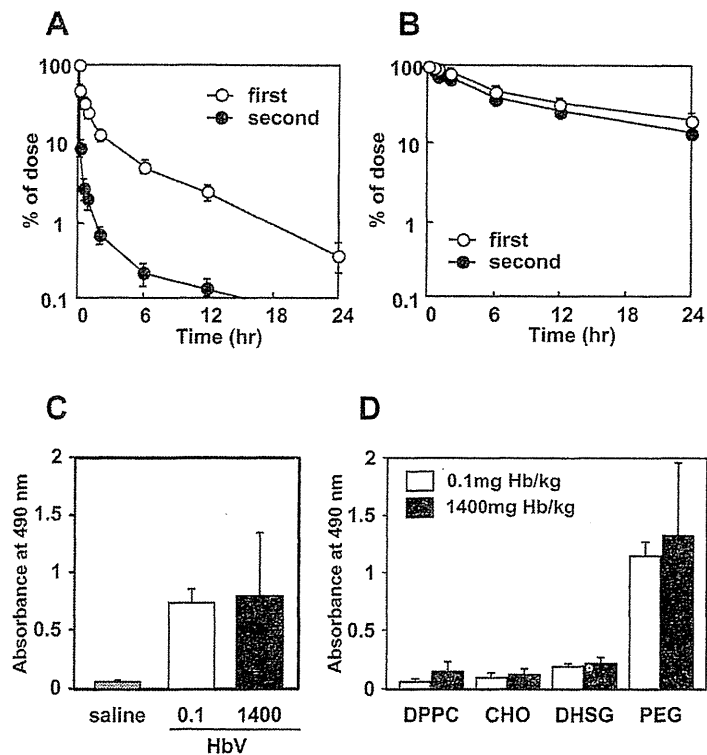 A
% of dose
100
10
1
0.1
first
second
0 6 12 18 24
Time (hr)
B
% of dose
100
10
1
0.1
first
second
0 6 12 18 24
Time (hr)
C
Absorbance at 490 nm
2
1.5
1
0.5
0
saline 0.1 1400
HbV
D
Absorbance at 490 nm
2
1.5
1
0.5
0
0.1mg Hb/kg
1400mg Hb/kg
DPPC CHO DHSG PEG